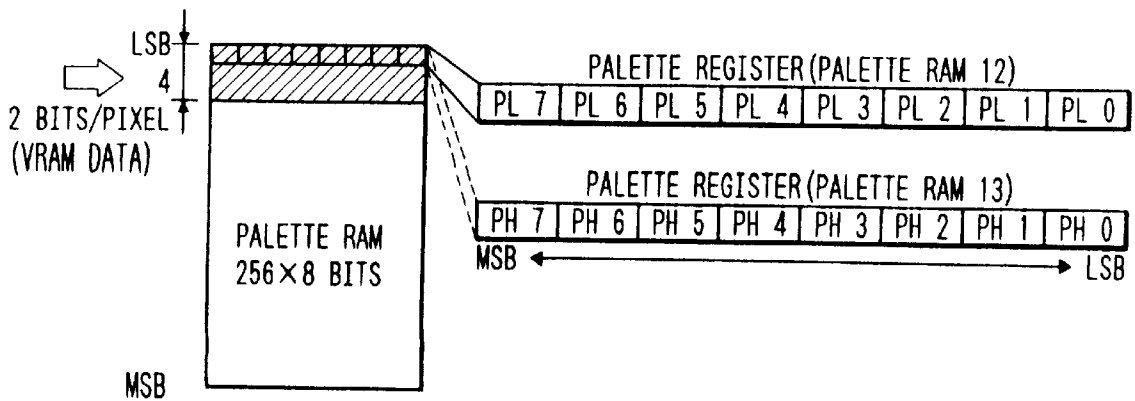 LSB
4
2 BITS/PIXEL
(VRAM DATA)
PALETTE RAM
256×8 BITS
MSB
PALETTE REGISTER (PALETTE RAM 12)
PL 7 PL 6 PL 5 PL 4 PL 3 PL 2 PL 1 PL 0
PALETTE REGISTER (PALETTE RAM 13)
PH 7 PH 6 PH 5 PH 4 PH 3 PH 2 PH 1 PH 0
MSB LSB